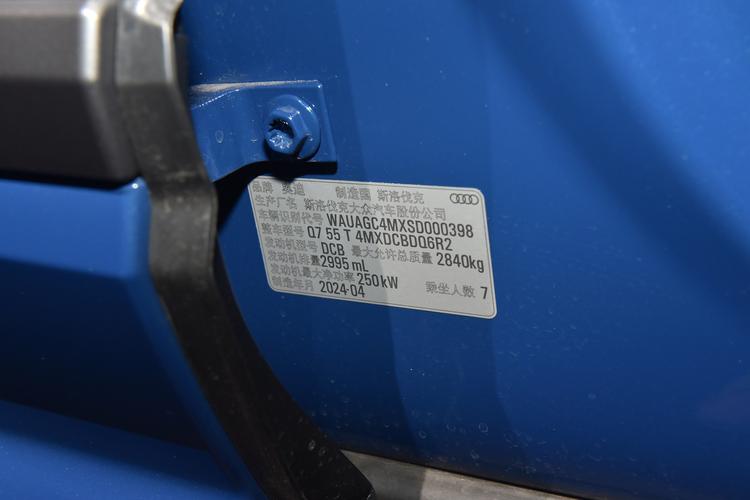 品牌 奥迪 制造国 斯洛伐克
生产厂名 斯洛伐克大众汽车股份公司
车辆识别代号 WAUAGC4MXSD000398
整车型号 Q7 55 T 4MXDCBDQ6R2
发动机型号 DCB 最大允许总质量 2840kg
发动机排量 2995 mL
发动机最大净功率 250 kW
制造年月 2024-04 乘坐人数 7